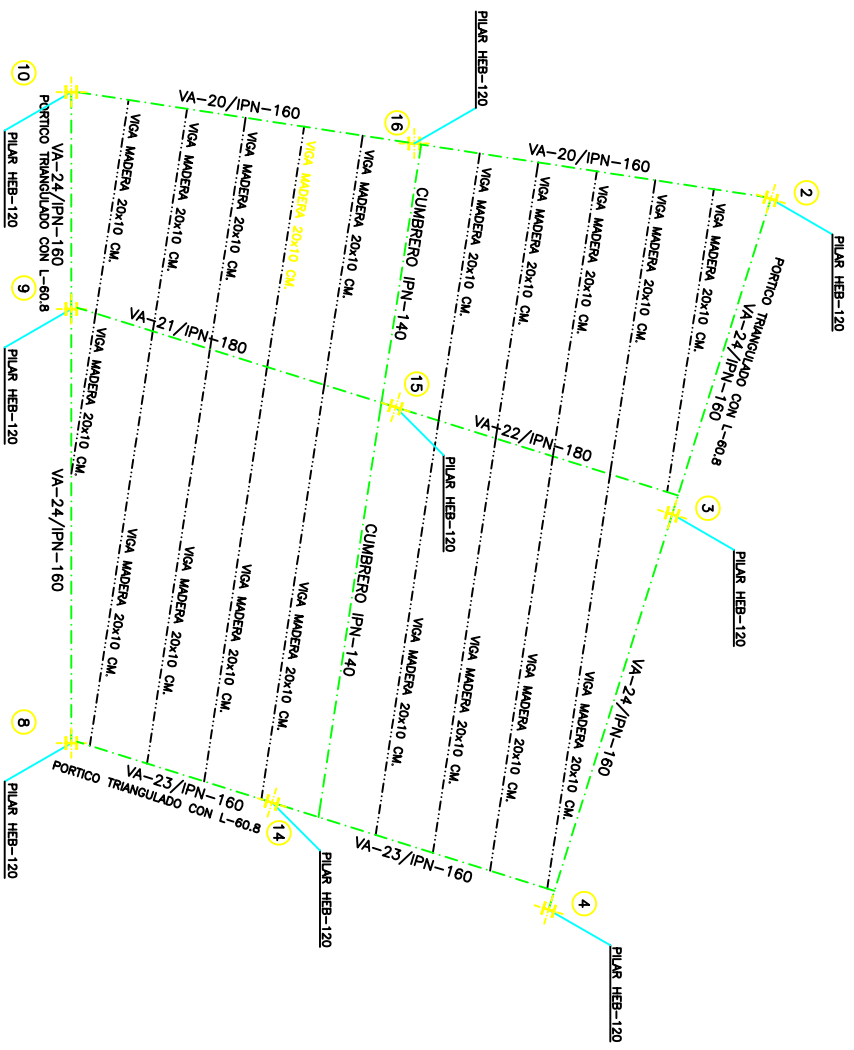 PILAR HEB-120
2
PILAR HEB-120
10
VA-20/IPN-160
16
VA-20/IPN-160
PILAR HEB-120
VA-24/IPN-160
PORTICO TRIANGULADO CON L-60.8
VIGA MADERA 20x10 CM.
VIGA MADERA 20x10 CM.
VIGA MADERA 20x10 CM.
VIGA MADERA 20x10 CM.
VIGA MADERA 20x10 CM.
CUMBRERO IPN-140
VIGA MADERA 20x10 CM.
VIGA MADERA 20x10 CM.
VIGA MADERA 20x10 CM.
VIGA MADERA 20x10 CM.
VIGA MADERA 20x10 CM.
PORTICO TRIANGULADO CON L-60.8
VA-24/IPN-160
9
PILAR HEB-120
VA-21/IPN-180
15
PILAR HEB-120
VA-22/IPN-180
3
PILAR HEB-120
VIGA MADERA 20x10 CM.
VA-24/IPN-160
VIGA MADERA 20x10 CM.
VIGA MADERA 20x10 CM.
VIGA MADERA 20x10 CM.
VIGA MADERA 20x10 CM.
CUMBRERO IPN-140
VIGA MADERA 20x10 CM.
VIGA MADERA 20x10 CM.
VIGA MADERA 20x10 CM.
VIGA MADERA 20x10 CM.
VA-24/IPN-160
8
PILAR HEB-120
VA-23/IPN-160
PORTICO TRIANGULADO CON L-60.8
14
PILAR HEB-120
VA-23/IPN-160
4
PILAR HEB-120